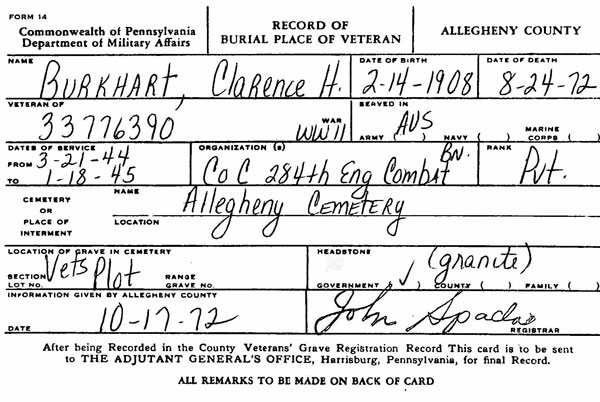 FORM 14
Commonwealth of Pennsylvania
Department of Military Affairs
RECORD OF
BURIAL PLACE OF VETERAN
ALLEGHENY COUNTY
NAME
BURKHART, Clarence H.
DATE OF BIRTH
2-14-1908
DATE OF DEATH
8-24-72
VETERAN OF
33776390
WAR
WW II
SERVED IN
ARMY ( AUS ) NAVY ( ) MARINE CORPS ( )
DATES OF SERVICE
FROM 3-21-44
TO 1-18-45
ORGANIZATION (S)
Co C 284th Eng Combat BN.
RANK
Pvt.
CEMETERY
OR
PLACE OF
INTERMENT
NAME
Allegheny CEMETERY
LOCATION
LOCATION OF GRAVE IN CEMETERY
Vets Plot
SECTION RANGE
LOT NO. GRAVE NO.
HEADSTONE
(granite)
GOVERNMENT (✓) COUNTY ( ) FAMILY ( )
INFORMATION GIVEN BY ALLEGHENY COUNTY
DATE 10-17-72
John
REGISTRAR
After being Recorded in the County Veterans' Grave Registration Record This card is to be sent
to THE ADJUTANT GENERAL'S OFFICE, Harrisburg, Pennsylvania, for final Record.
ALL REMARKS TO BE MADE ON BACK OF CARD